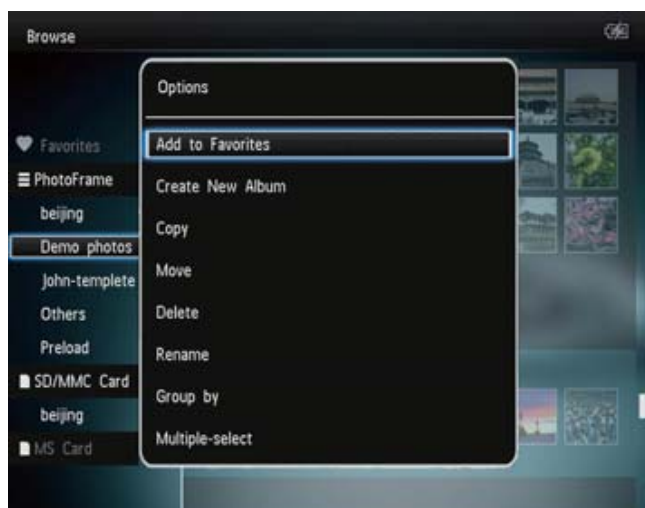 Browse
Options
Add to Favorites
Create New Album
Copy
Move
Delete
Rename
Group by
Multiple-select
Favorites
PhotoFrame
beijing
Demo photos
John-templete
Others
Preload
SD/MMC Card
beijing
MS Card